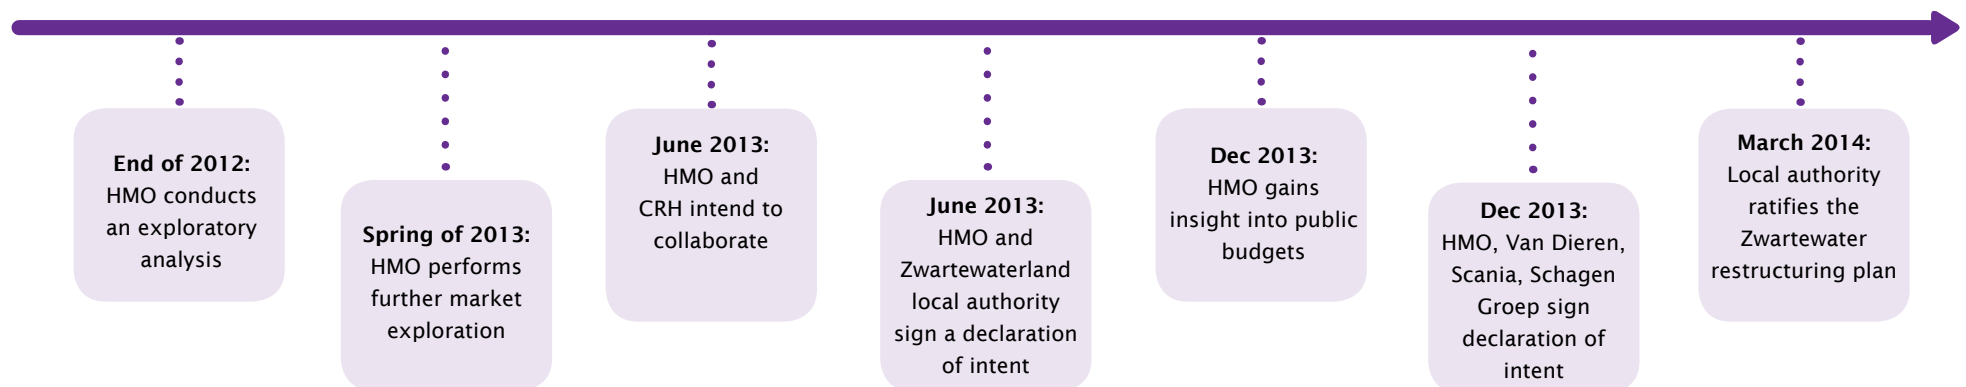 End of 2012:
HMO conducts
an exploratory
analysis
Spring of 2013:
HMO performs
further market
exploration
June 2013:
HMO and
CRH intend to
collaborate
June 2013:
HMO and
Zwartewaterland
local authority
sign a declaration
of intent
Dec 2013:
HMO gains
insight into public
budgets
Dec 2013:
HMO, Van Dieren,
Scania, Schagen
Groep sign
declaration of
intent
March 2014:
Local authority
ratifies the
Zwartewater
restructuring plan